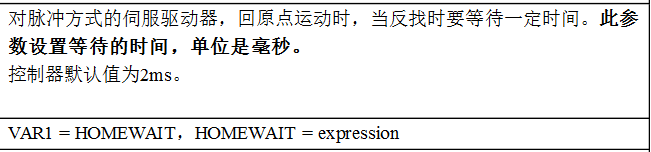 对脉冲方式的伺服驱动器，回原点运动时，当反找时要等待一定时间。此参
数设置等待的时间，单位是毫秒。
控制器默认值为2ms。
VAR1 = HOMEWAIT，HOMEWAIT = expression